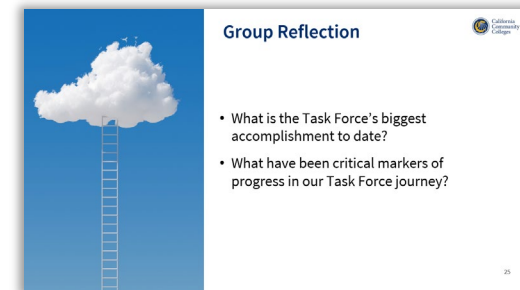 Group Reflection
California
Community
Colleges
• What is the Task Force's biggest
accomplishment to date?
• What have been critical markers of
progress in our Task Force journey?
25